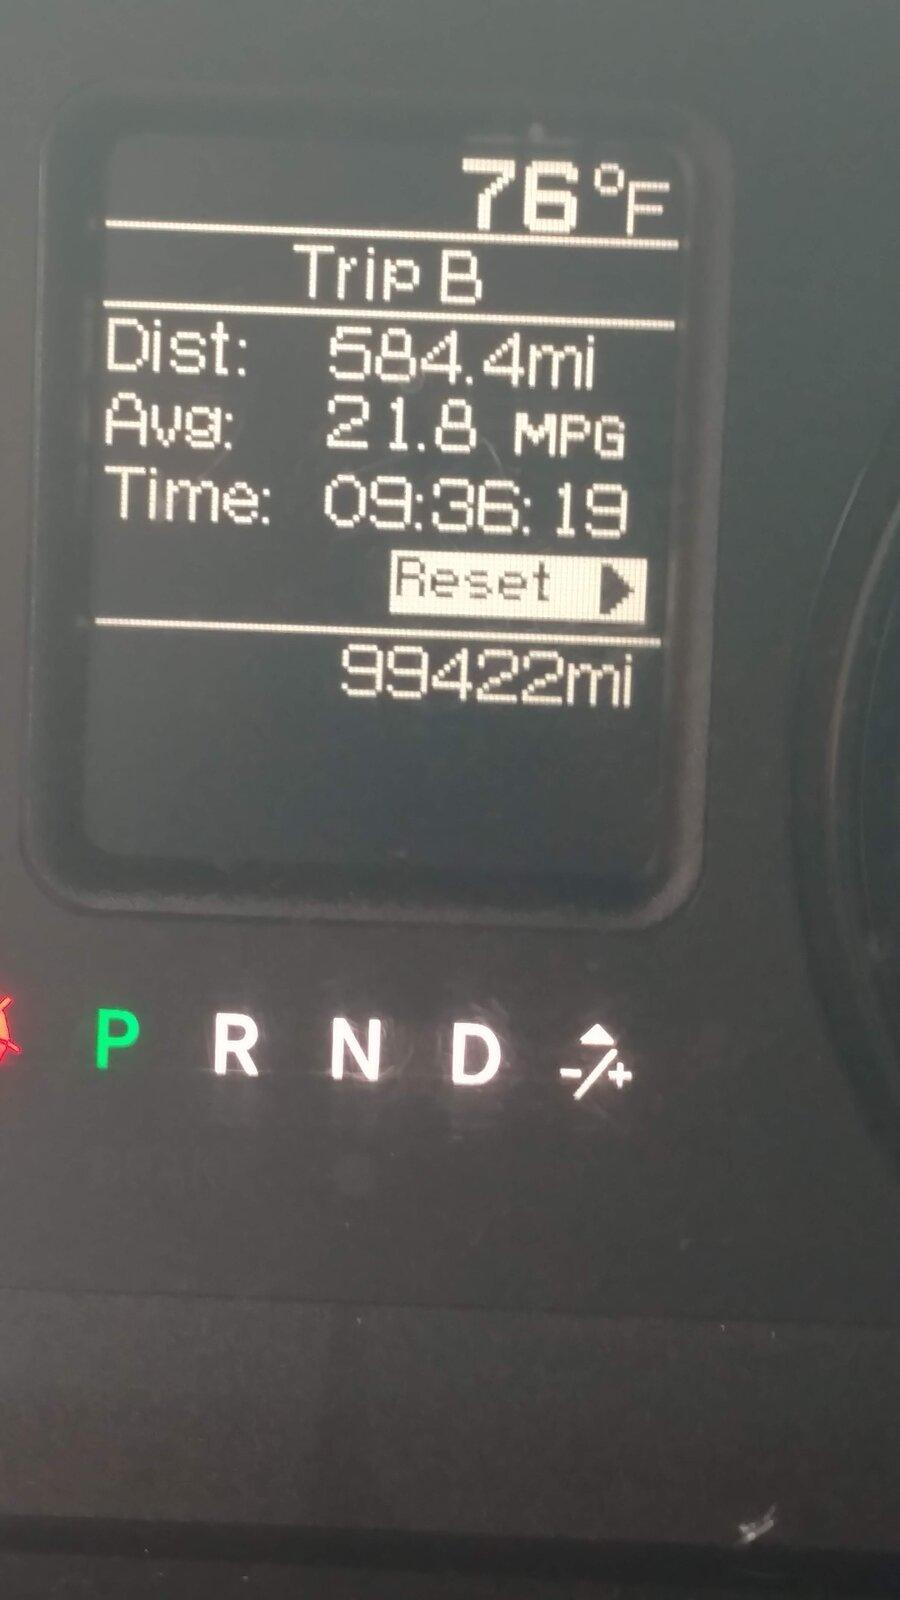 76°F
Trip B
Dist: 584.4mi
Avg: 21.8 MPG
Time: 09:36:19
Reset ▶
99422mi
P R N D -/+